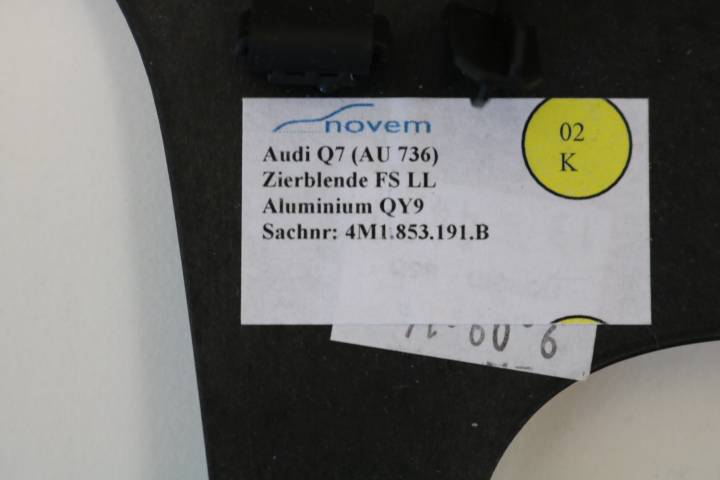 novem
Audi Q7 (AU 736)
Zierblende FS LL
Aluminium QY9
Sachnr: 4M1.853.191.B
02
K